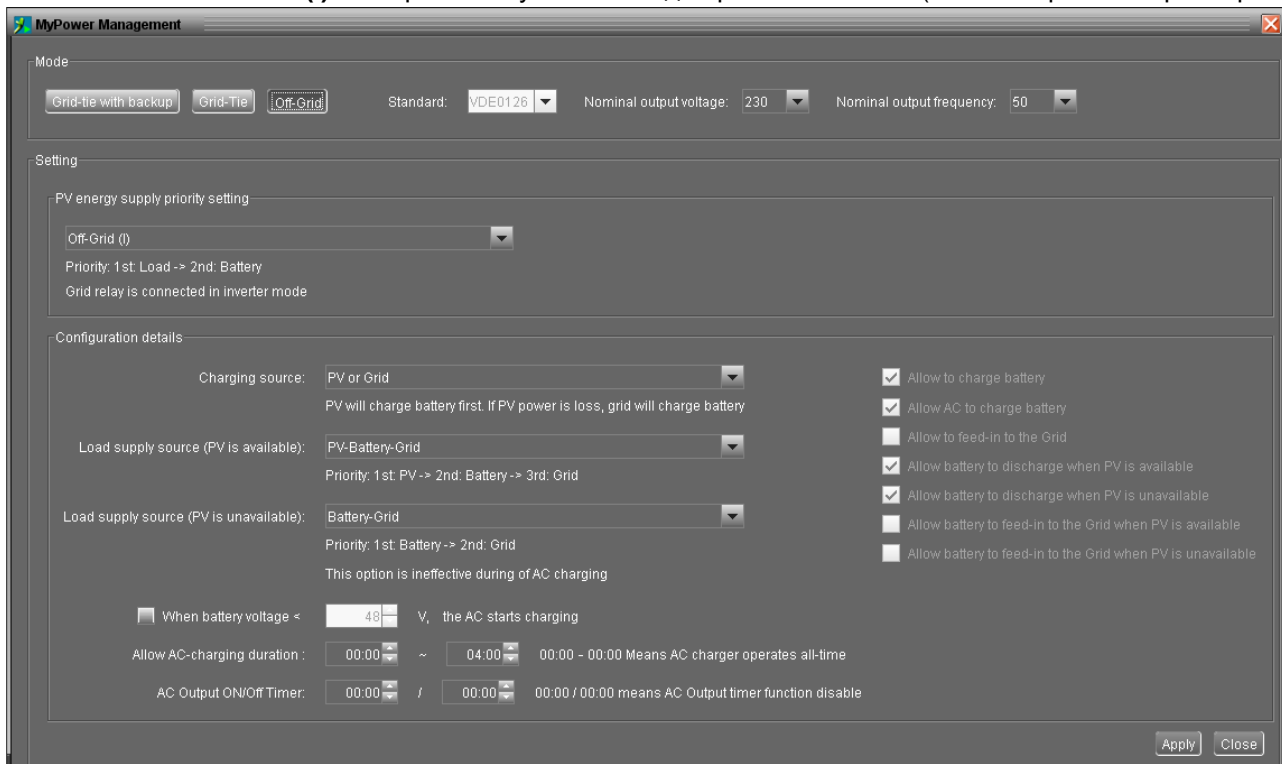 (I)
MyPower Management
Mode
Grid-tie with backup Grid-Tie Off-Grid Standard: VDE0126 Nominal output voltage: 230 Nominal output frequency: 50
Setting
PV energy supply priority setting
Off-Grid (I)
Priority: 1st: Load -> 2nd: Battery
Grid relay is connected in inverter mode
Configuration details
Charging source: PV or Grid
PV will charge battery first. If PV power is loss, grid will charge battery
Load supply source (PV is available): PV-Battery-Grid
Priority: 1st: PV -> 2nd: Battery -> 3rd: Grid
Load supply source (PV is unavailable): Battery-Grid
Priority: 1st: Battery -> 2nd: Grid
This option is ineffective during of AC charging
When battery voltage < 48 V, the AC starts charging
Allow AC-charging duration : 00:00 ~ 04:00 00:00 - 00:00 Means AC charger operates all-time
AC Output ON/Off Timer: 00:00 / 00:00 00:00 / 00:00 means AC Output timer function disable
Allow to charge battery
Allow AC to charge battery
Allow to feed-in to the Grid
Allow battery to discharge when PV is available
Allow battery to discharge when PV is unavailable
Allow battery to feed-in to the Grid when PV is available
Allow battery to feed-in to the Grid when PV is unavailable
Apply Close